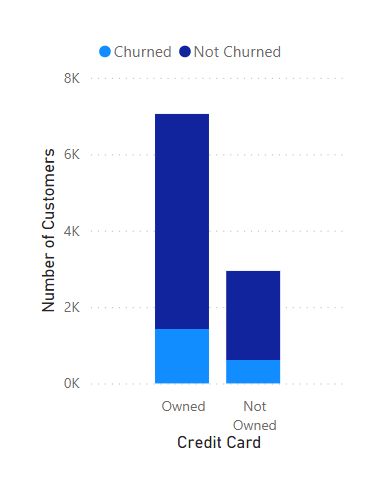 Churned Not Churned
8K
6K
4K
2K
0K
Number of Customers
Owned
Not
Owned
Credit Card